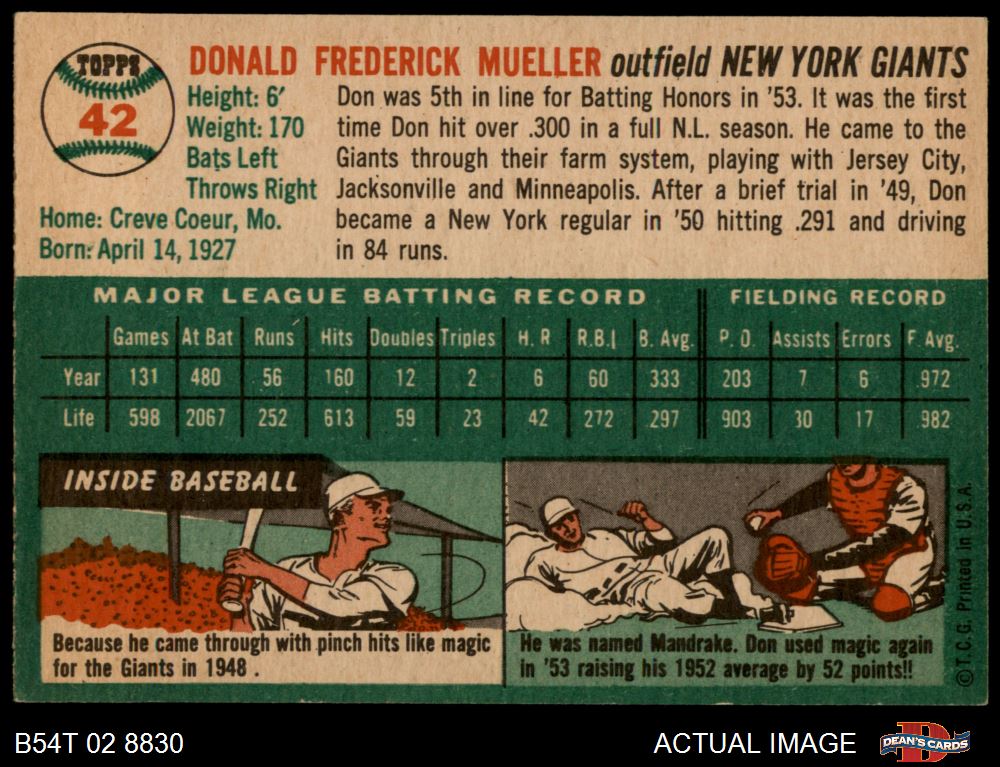 TOPPS
42
DONALD FREDERICK MUELLER outfield NEW YORK GIANTS
Height: 6'
Weight: 170
Bats Left
Throws Right
Home: Creve Coeur, Mo.
Born: April 14, 1927
Don was 5th in line for Batting Honors in '53. It was the first
time Don hit over .300 in a full N.L. season. He came to the
Giants through their farm system, playing with Jersey City,
Jacksonville and Minneapolis. After a brief trial in '49, Don
became a New York regular in '50 hitting .291 and driving
in 84 runs.
MAJOR LEAGUE BATTING RECORD FIELDING RECORD
Games At Bat Runs Hits Doubles Triples H. R R.B.I B. Avg. P. O. Assists Errors F. Avg.
Year 131 480 56 160 12 2 6 60 333 203 7 6 .972
Life 598 2067 252 613 59 23 42 272 .297 903 30 17 .982
INSIDE BASEBALL
Because he came through with pinch hits like magic
for the Giants in 1948 .
He was named Mandrake. Don used magic again
in '53 raising his 1952 average by 52 points!!
©T.C.G. Printed in U.S.A.
B54T 02 8830
ACTUAL IMAGE
D
DEAN'S CARDS